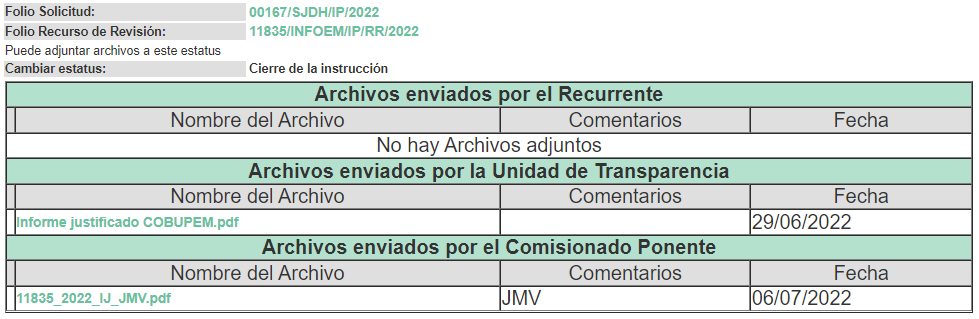 Folio Solicitud: 00167/SJDH/IP/2022
Folio Recurso de Revisión: 11835/INFOEM/IP/RR/2022
Puede adjuntar archivos a este estatus
Cambiar estatus: Cierre de la instrucción
Archivos enviados por el Recurrente
Nombre del Archivo Comentarios Fecha
No hay Archivos adjuntos
Archivos enviados por la Unidad de Transparencia
Nombre del Archivo Comentarios Fecha
Informe justificado COBUPEM.pdf 29/06/2022
Archivos enviados por el Comisionado Ponente
Nombre del Archivo Comentarios Fecha
11835_2022_IJ_JMV.pdf JMV 06/07/2022